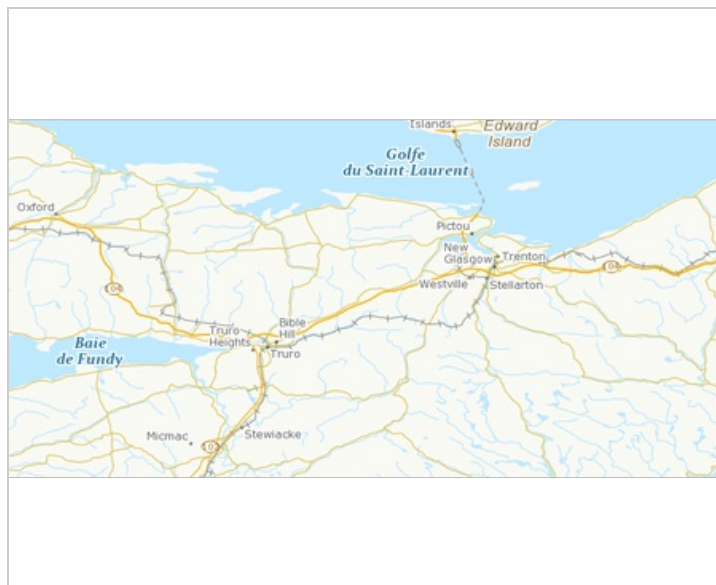 Islands
Edward
Island
Golfe
du Saint-Laurent
Oxford
Pictou
New
Glasgow
Trenton
104
Westville
Stellarton
104
Bible
Hill
Truro
Heights
Truro
Baie
de Fundy
Micmac
Stewiacke